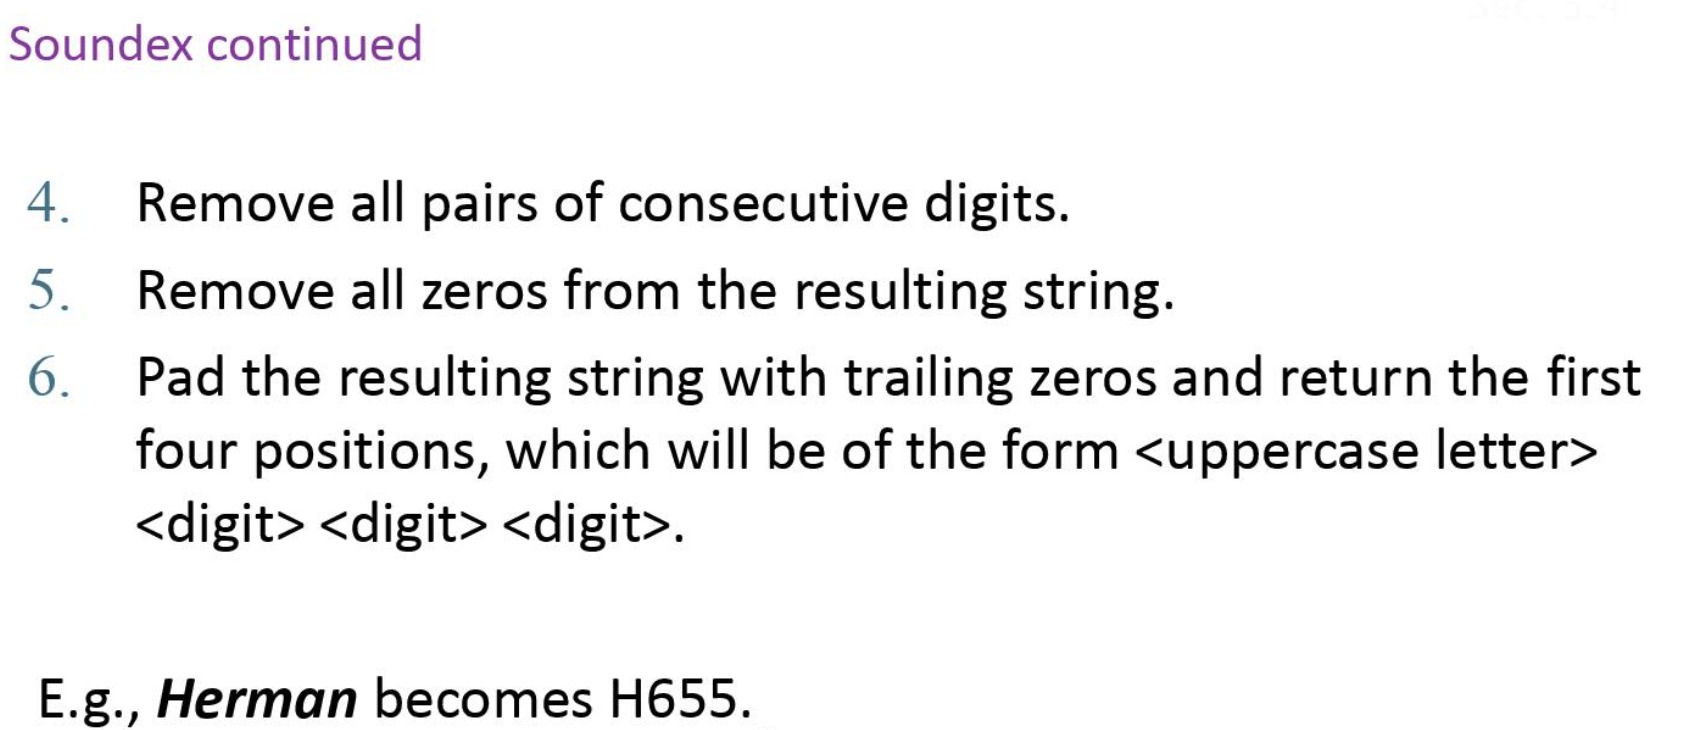 Soundex continued
4. Remove all pairs of consecutive digits.
5. Remove all zeros from the resulting string.
6. Pad the resulting string with trailing zeros and return the first
four positions, which will be of the form <uppercase letter>
<digit> <digit> <digit>.
E.g., Herman becomes H655.